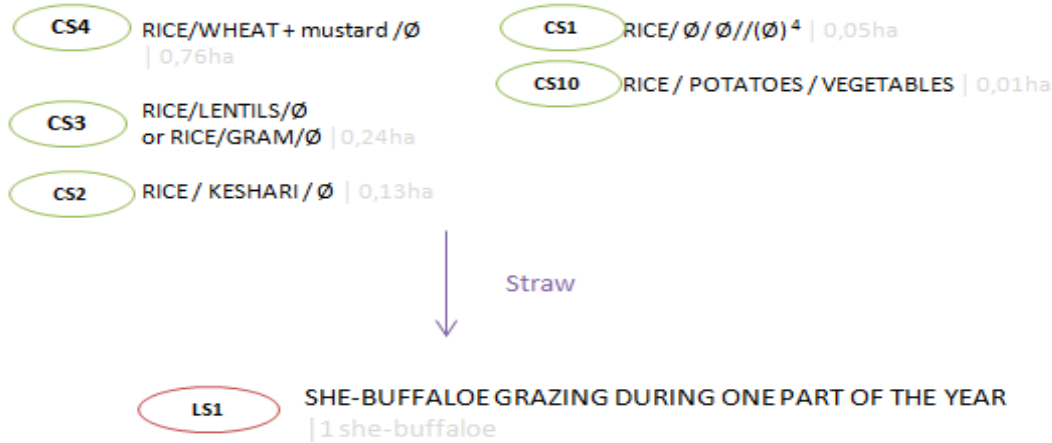 CS4 RICE/WHEAT + mustard /Ø
| 0,76ha
CS3 RICE/LENTILS/Ø
or RICE/GRAM/Ø | 0,24ha
CS2 RICE / KESHARI / Ø | 0,13ha
CS1 RICE/ Ø/ Ø//(Ø) ⁴ | 0,05ha
CS10 RICE / POTATOES / VEGETABLES | 0,01ha
Straw
LS1 SHE-BUFFALOE GRAZING DURING ONE PART OF THE YEAR
| 1 she-buffaloe